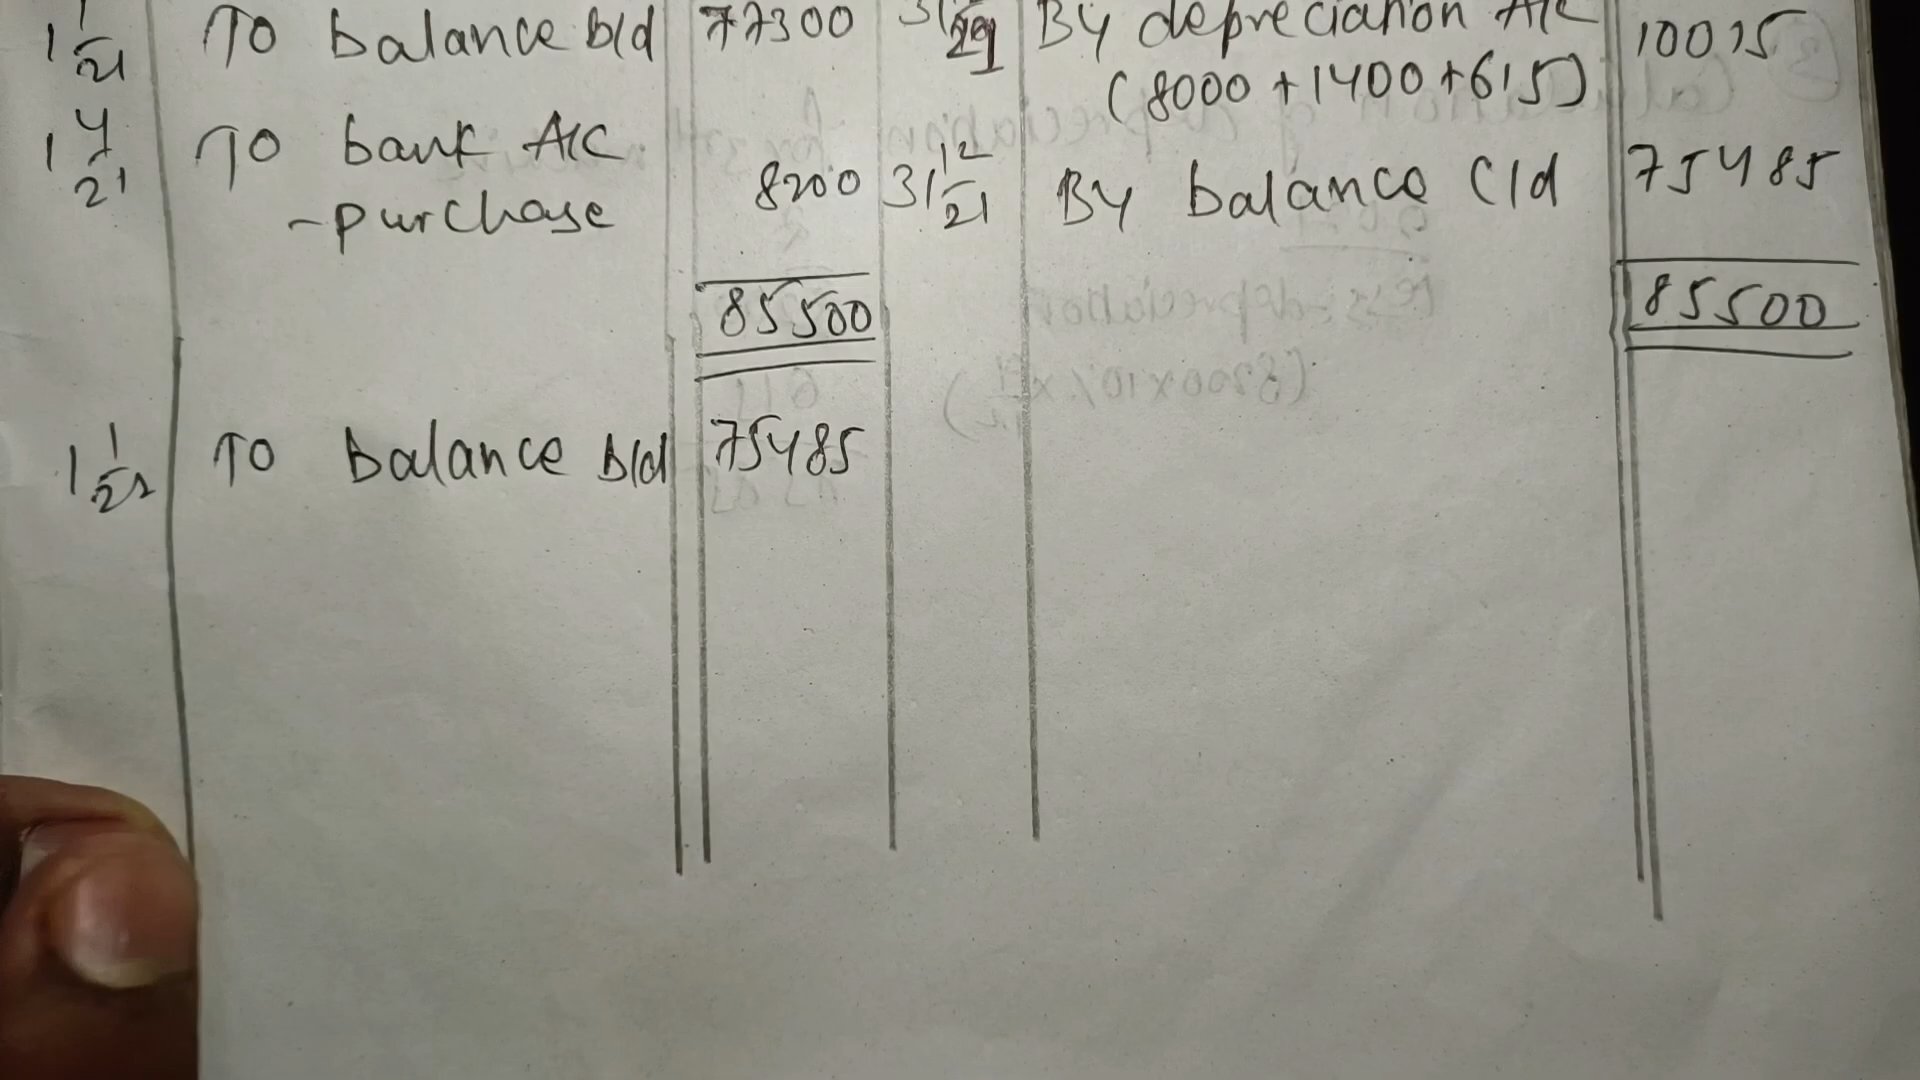 1 1/21 To balance b/d 77300 31/21 By depreciation A/c 10015
(8000 + 1400 + 615)
1 4/21 To bank A/C
- purchase 8200 31 12/21 By balance C/d 75485
85500 85500
1 1/22 To balance b/d 75485